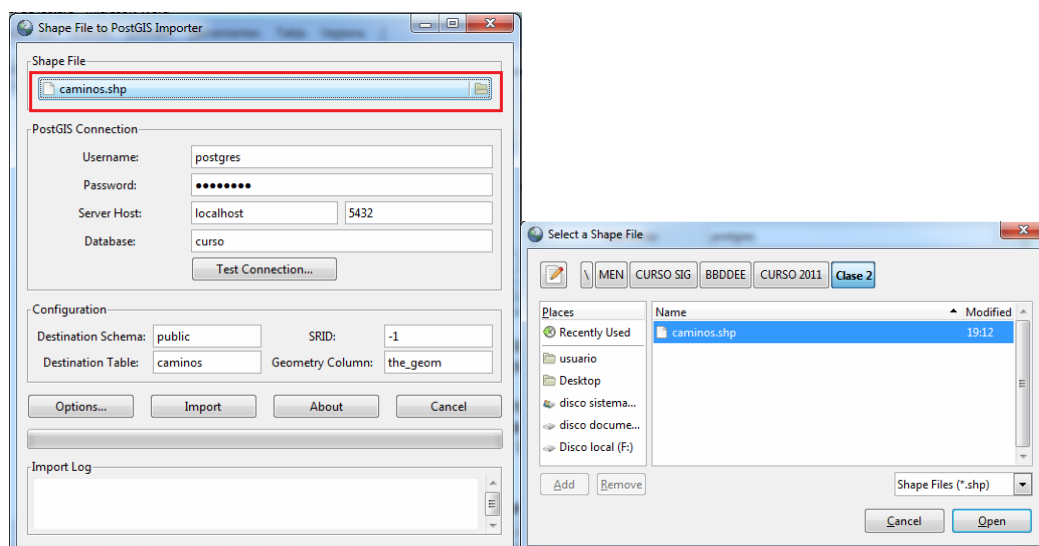 Shape File to PostGIS Importer
Shape File
caminos.shp
PostGIS Connection
Username: postgres
Password: ••••••••
Server Host: localhost 5432
Database: curso
Test Connection...
Configuration
Destination Schema: public SRID: -1
Destination Table: caminos Geometry Column: the_geom
Options... Import About Cancel
Import Log
Select a Shape File
\ MEN CURSO SIG BBDDEE CURSO 2011 Clase 2
Places Name Modified
Recently Used caminos.shp 19:12
usuario
Desktop
disco sistema...
disco docume...
Disco local (F:)
Add Remove Shape Files (*.shp)
Cancel Open